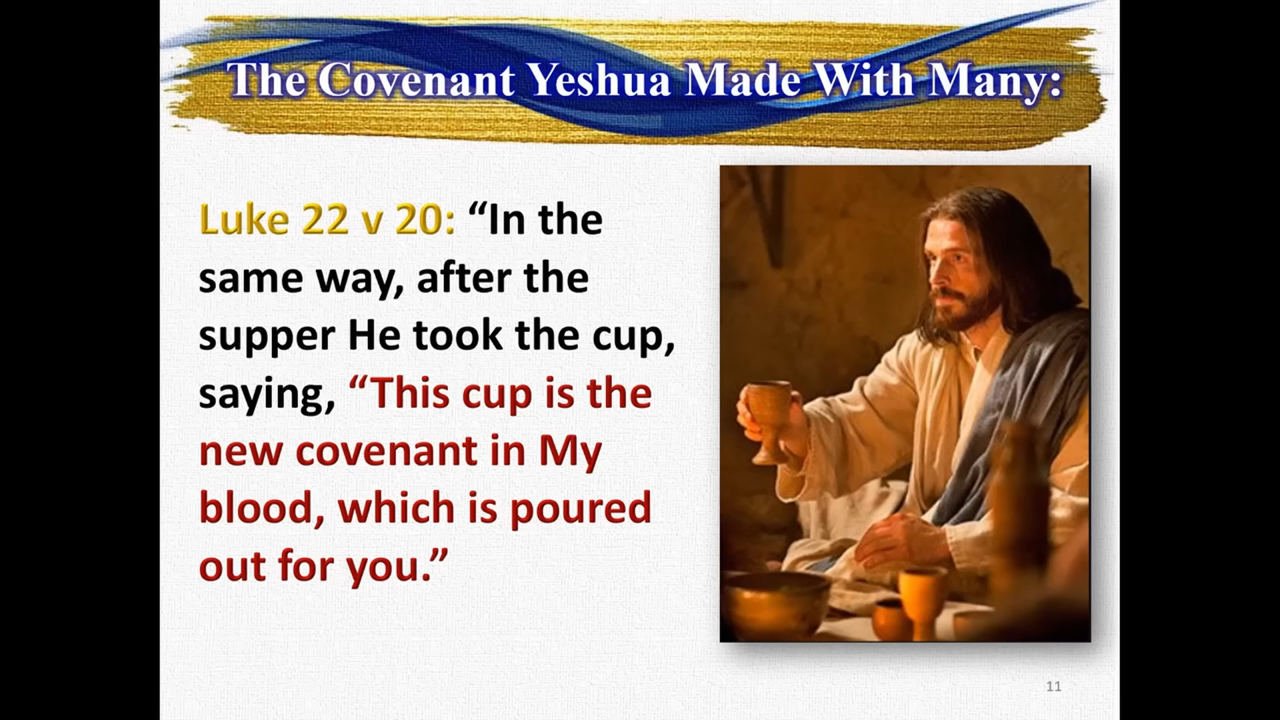 The Covenant Yeshua Made With Many:
Luke 22 v 20: “In the
same way, after the
supper He took the cup,
saying, “This cup is the
new covenant in My
blood, which is poured
out for you.”
11